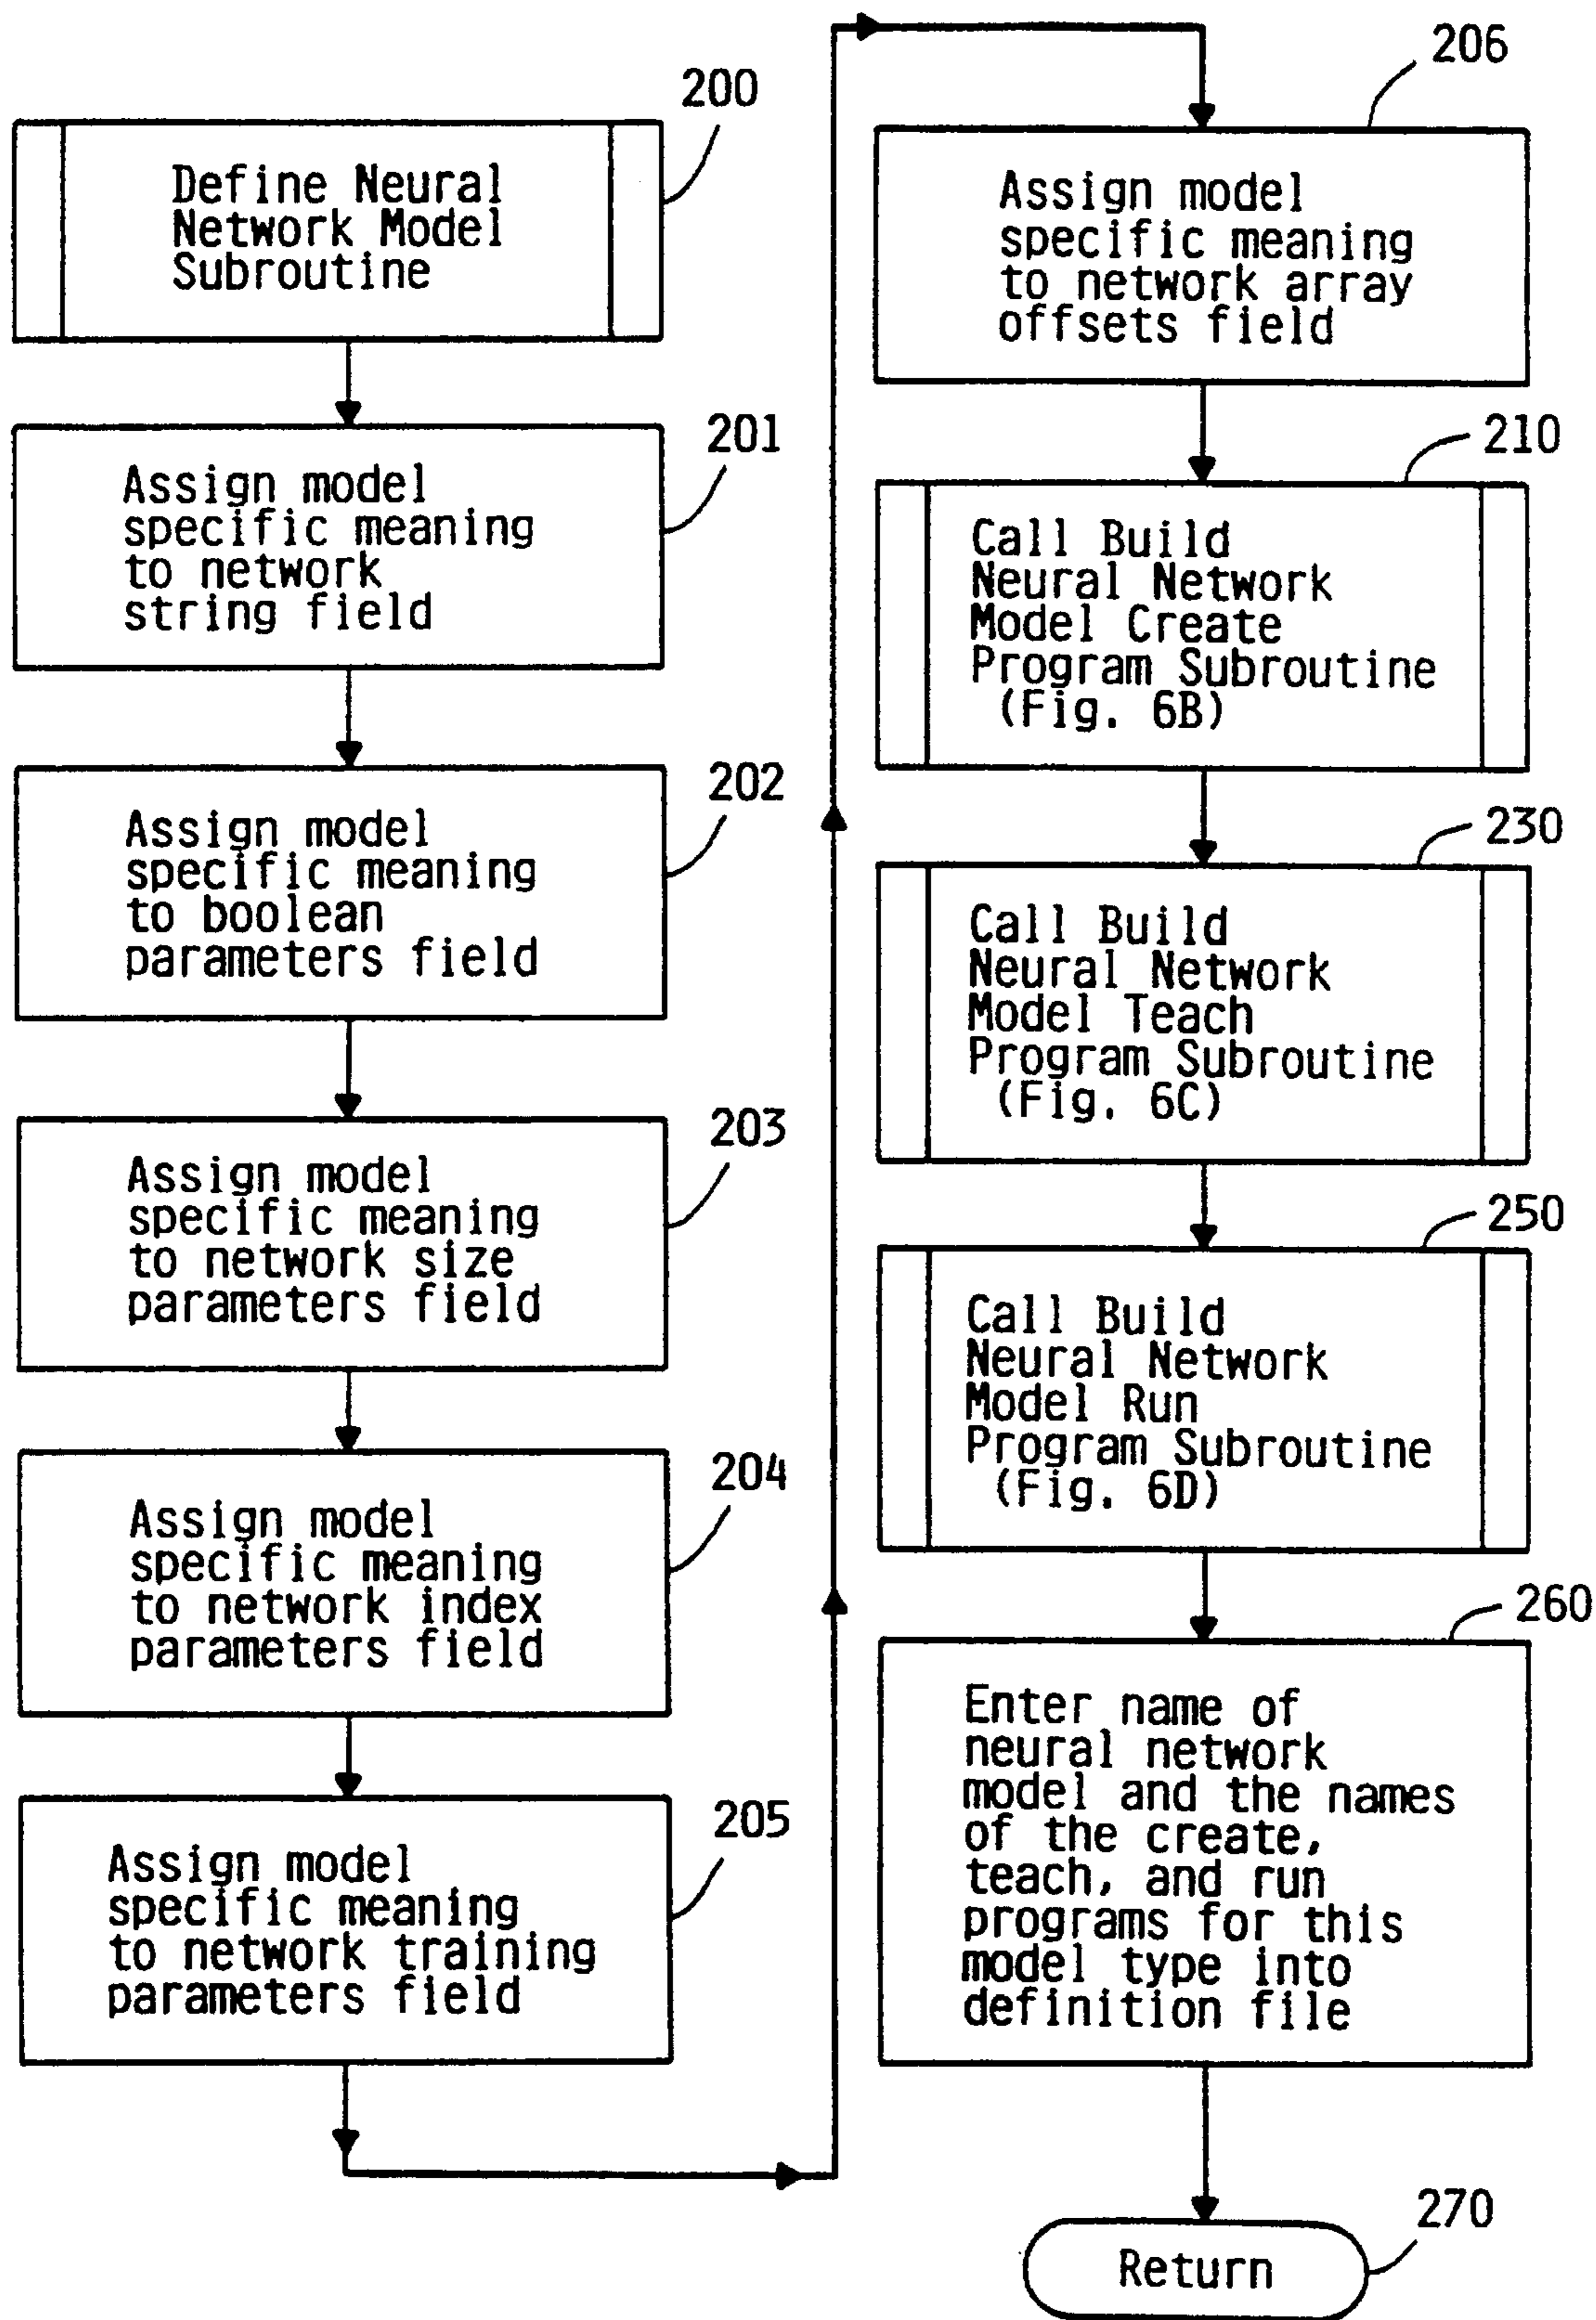 200
Define Neural
Network Model
Subroutine
201
Assign model
specific meaning
to network
string field
202
Assign model
specific meaning
to boolean
parameters field
203
Assign model
specific meaning
to network size
parameters field
204
Assign model
specific meaning
to network index
parameters field
205
Assign model
specific meaning
to network training
parameters field
206
Assign model
specific meaning
to network array
offsets field
210
Call Build
Neural Network
Model Create
Program Subroutine
(Fig. 6B)
230
Call Build
Neural Network
Model Teach
Program Subroutine
(Fig. 6C)
250
Call Build
Neural Network
Model Run
Program Subroutine
(Fig. 6D)
260
Enter name of
neural network
model and the names
of the create,
teach, and run
programs for this
model type into
definition file
270
Return